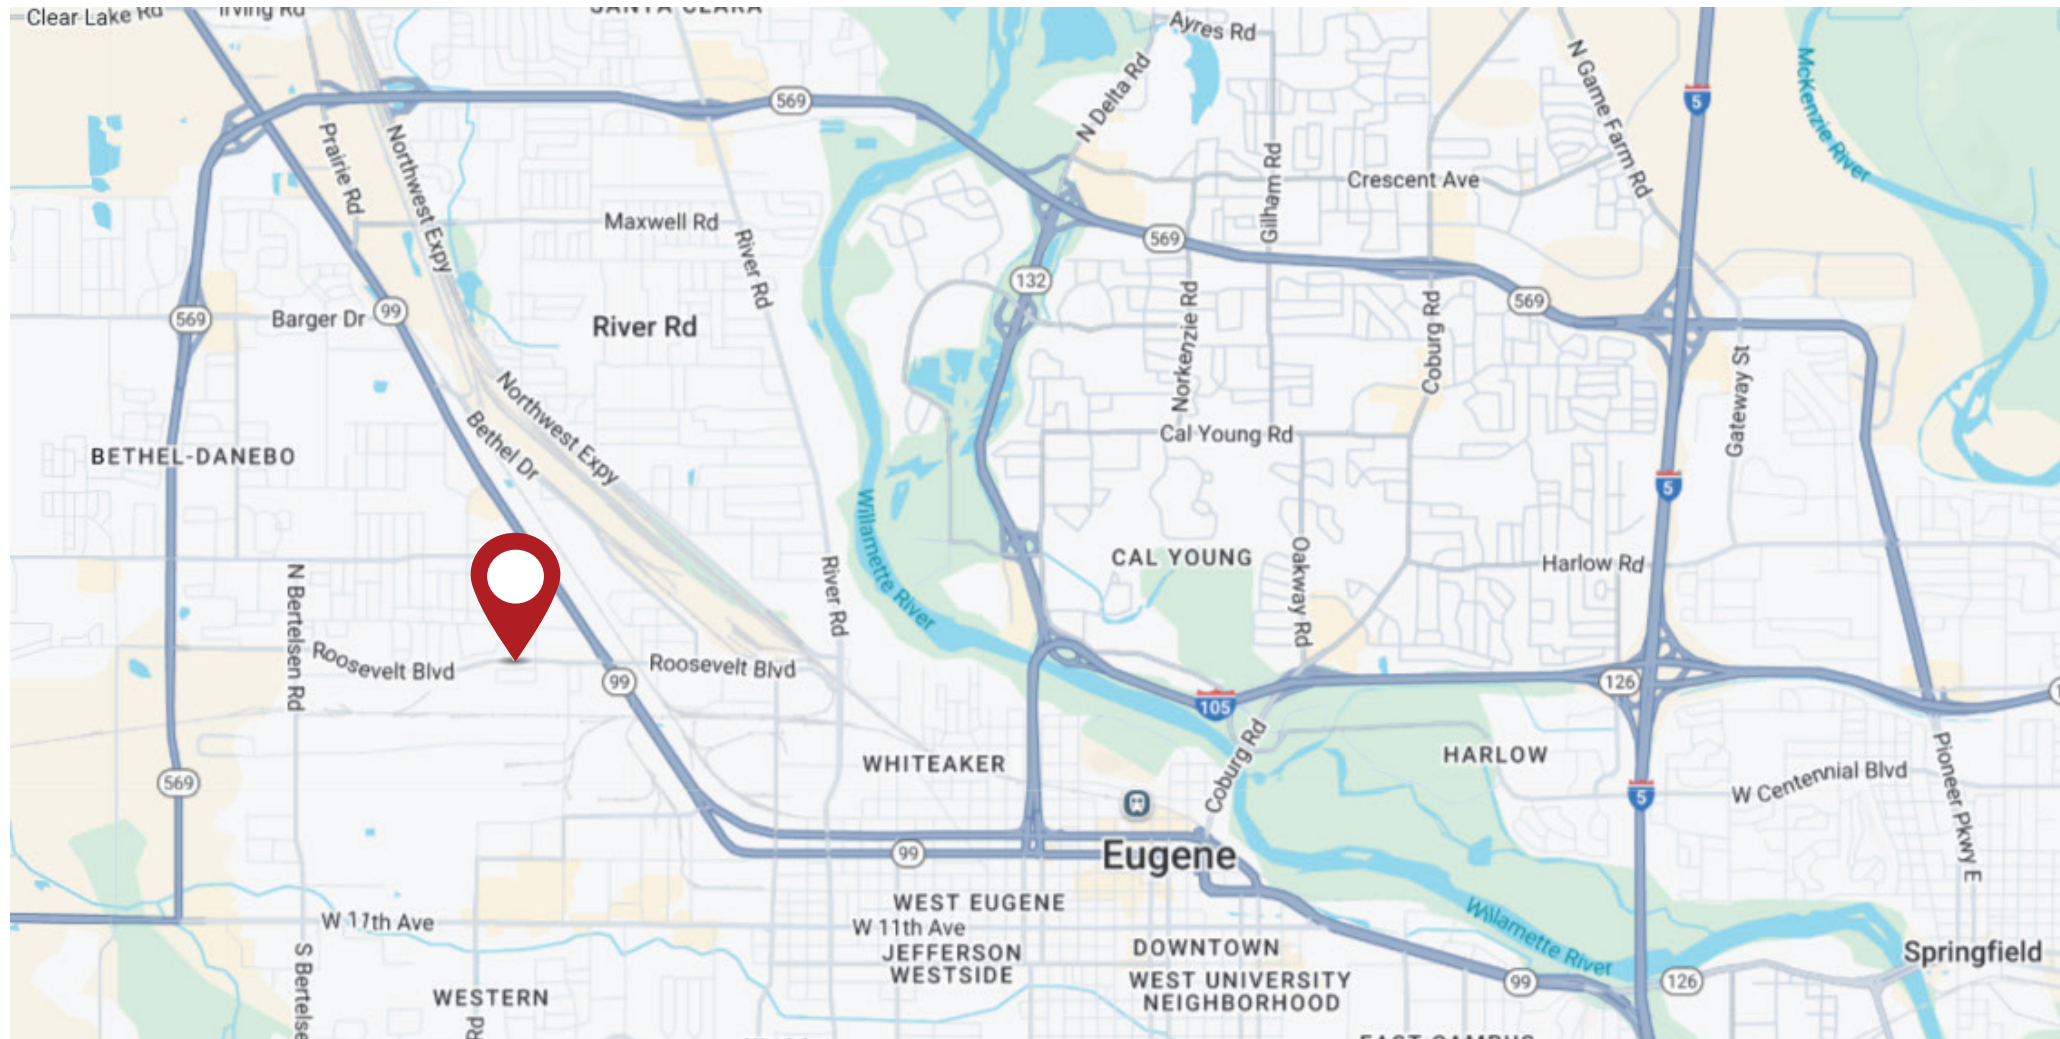 Clear Lake Rd
Irving Rd
SANTA CLARA
Ayres Rd
N Delta Rd
N Game Farm Rd
McKenzie River
5
569
Prairie Rd
Northwest Expy
Gilham Rd
Crescent Ave
Maxwell Rd
River Rd
569
132
569
569
Barger Dr
99
River Rd
Norkenzie Rd
Coburg Rd
Gateway St
Northwest Expy
Bethel Dr
Cal Young Rd
BETHEL-DANEBO
5
Willamette River
River Rd
CAL YOUNG
Oakway Rd
Harlow Rd
N Bertelsen Rd
Roosevelt Blvd
99
Roosevelt Blvd
105
126
Coburg Rd
WHITEAKER
HARLOW
569
5
W Centennial Blvd
Pioneer Pkwy E
99
Eugene
WEST EUGENE
W 11th Ave
W 11th Ave
JEFFERSON
WESTSIDE
DOWNTOWN
WEST UNIVERSITY
NEIGHBORHOOD
Willamette River
Springfield
99
126
S Bertelse
WESTERN
EAST CAMPUS